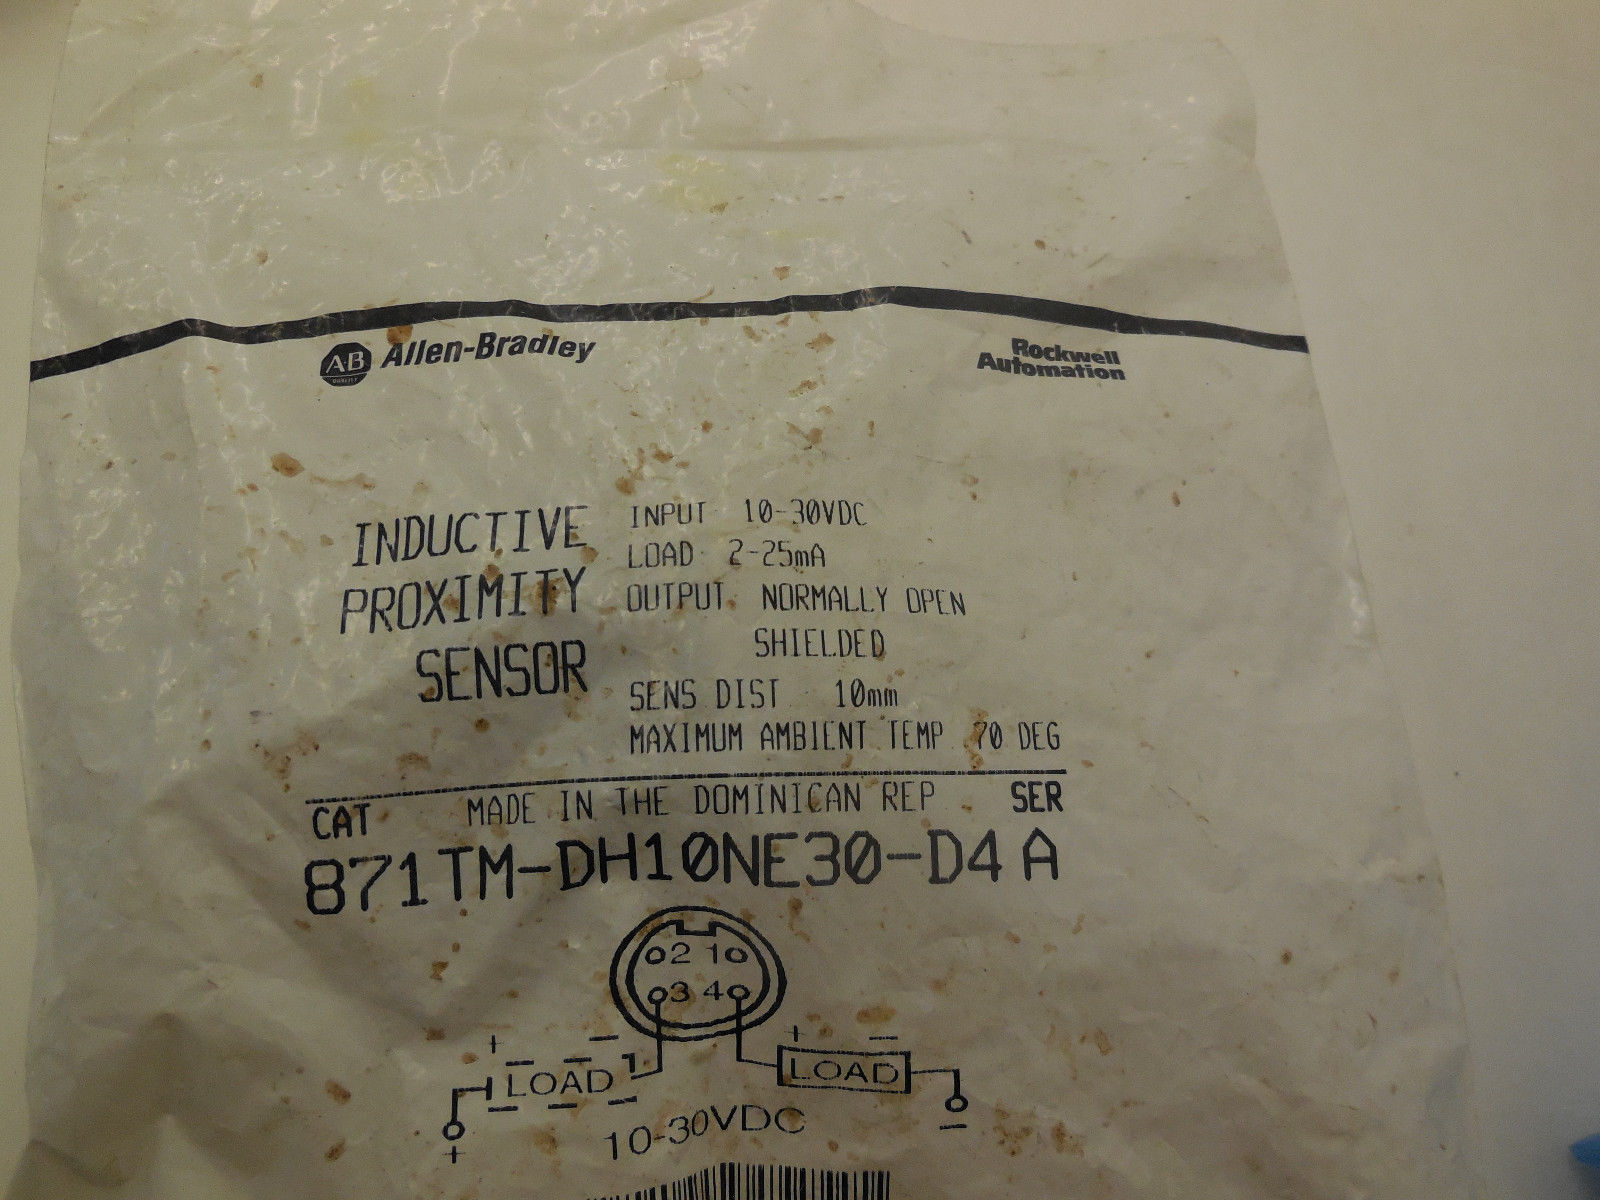 AB Allen-Bradley
QUALITY
Rockwell
Automation
INDUCTIVE
PROXIMITY
SENSOR
INPUT 10-30VDC
LOAD 2-25mA
OUTPUT NORMALLY OPEN
SHIELDED
SENS DIST 10mm
MAXIMUM AMBIENT TEMP 70 DEG
CAT MADE IN THE DOMINICAN REP SER
871TM-DH10NE30-D4 A
2 1
3 4
+ - + -
LOAD LOAD
+ -
10-30VDC